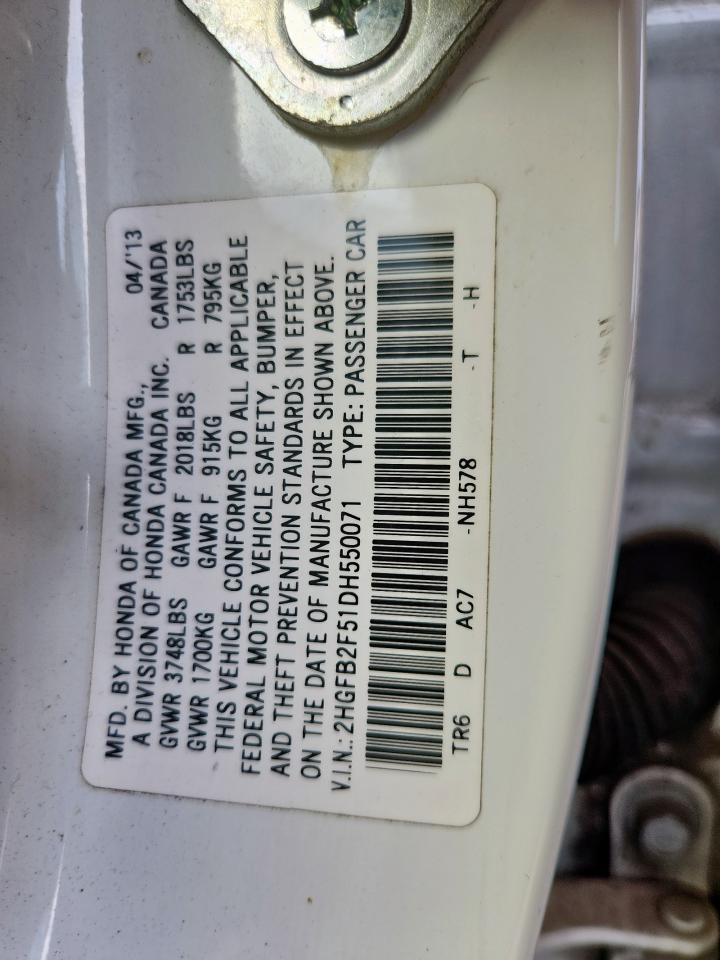 MFD. BY HONDA OF CANADA MFG., 04/'13
A DIVISION OF HONDA CANADA INC. CANADA
GVWR 3748LBS GAWR F 2018LBS R 1753LBS
GVWR 1700KG GAWR F 915KG R 795KG
THIS VEHICLE CONFORMS TO ALL APPLICABLE
FEDERAL MOTOR VEHICLE SAFETY, BUMPER,
AND THEFT PREVENTION STANDARDS IN EFFECT
ON THE DATE OF MANUFACTURE SHOWN ABOVE.
V.I.N.: 2HGFB2F51DH550071 TYPE: PASSENGER CAR
TR6 D AC7 -NH578 -T -H